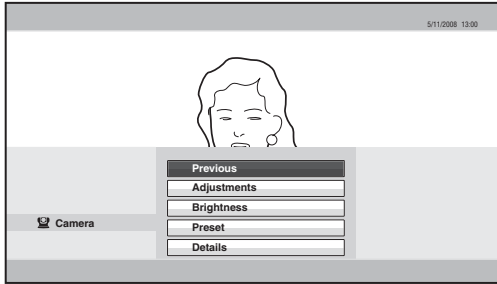 5/11/2008 13:00
Previous
Adjustments
Brightness
Camera
Preset
Details